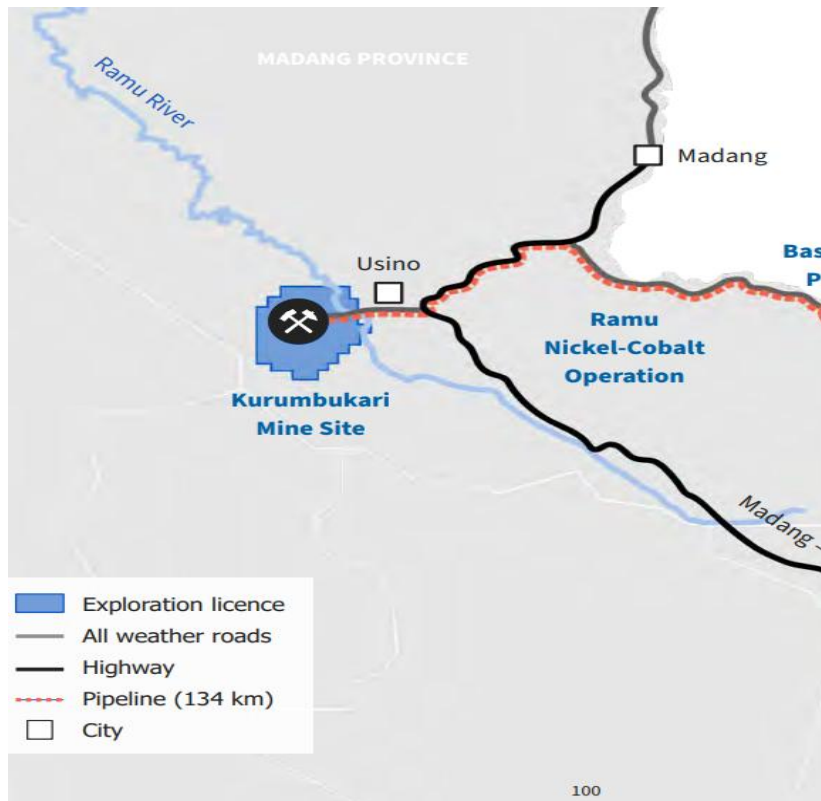 MADANG PROVINCE
Ramu River
Madang
Usino
Bas
P
Ramu
Nickel-Cobalt
Operation
Kurumbukari
Mine Site
Madang -
Exploration licence
All weather roads
Highway
Pipeline (134 km)
City
100